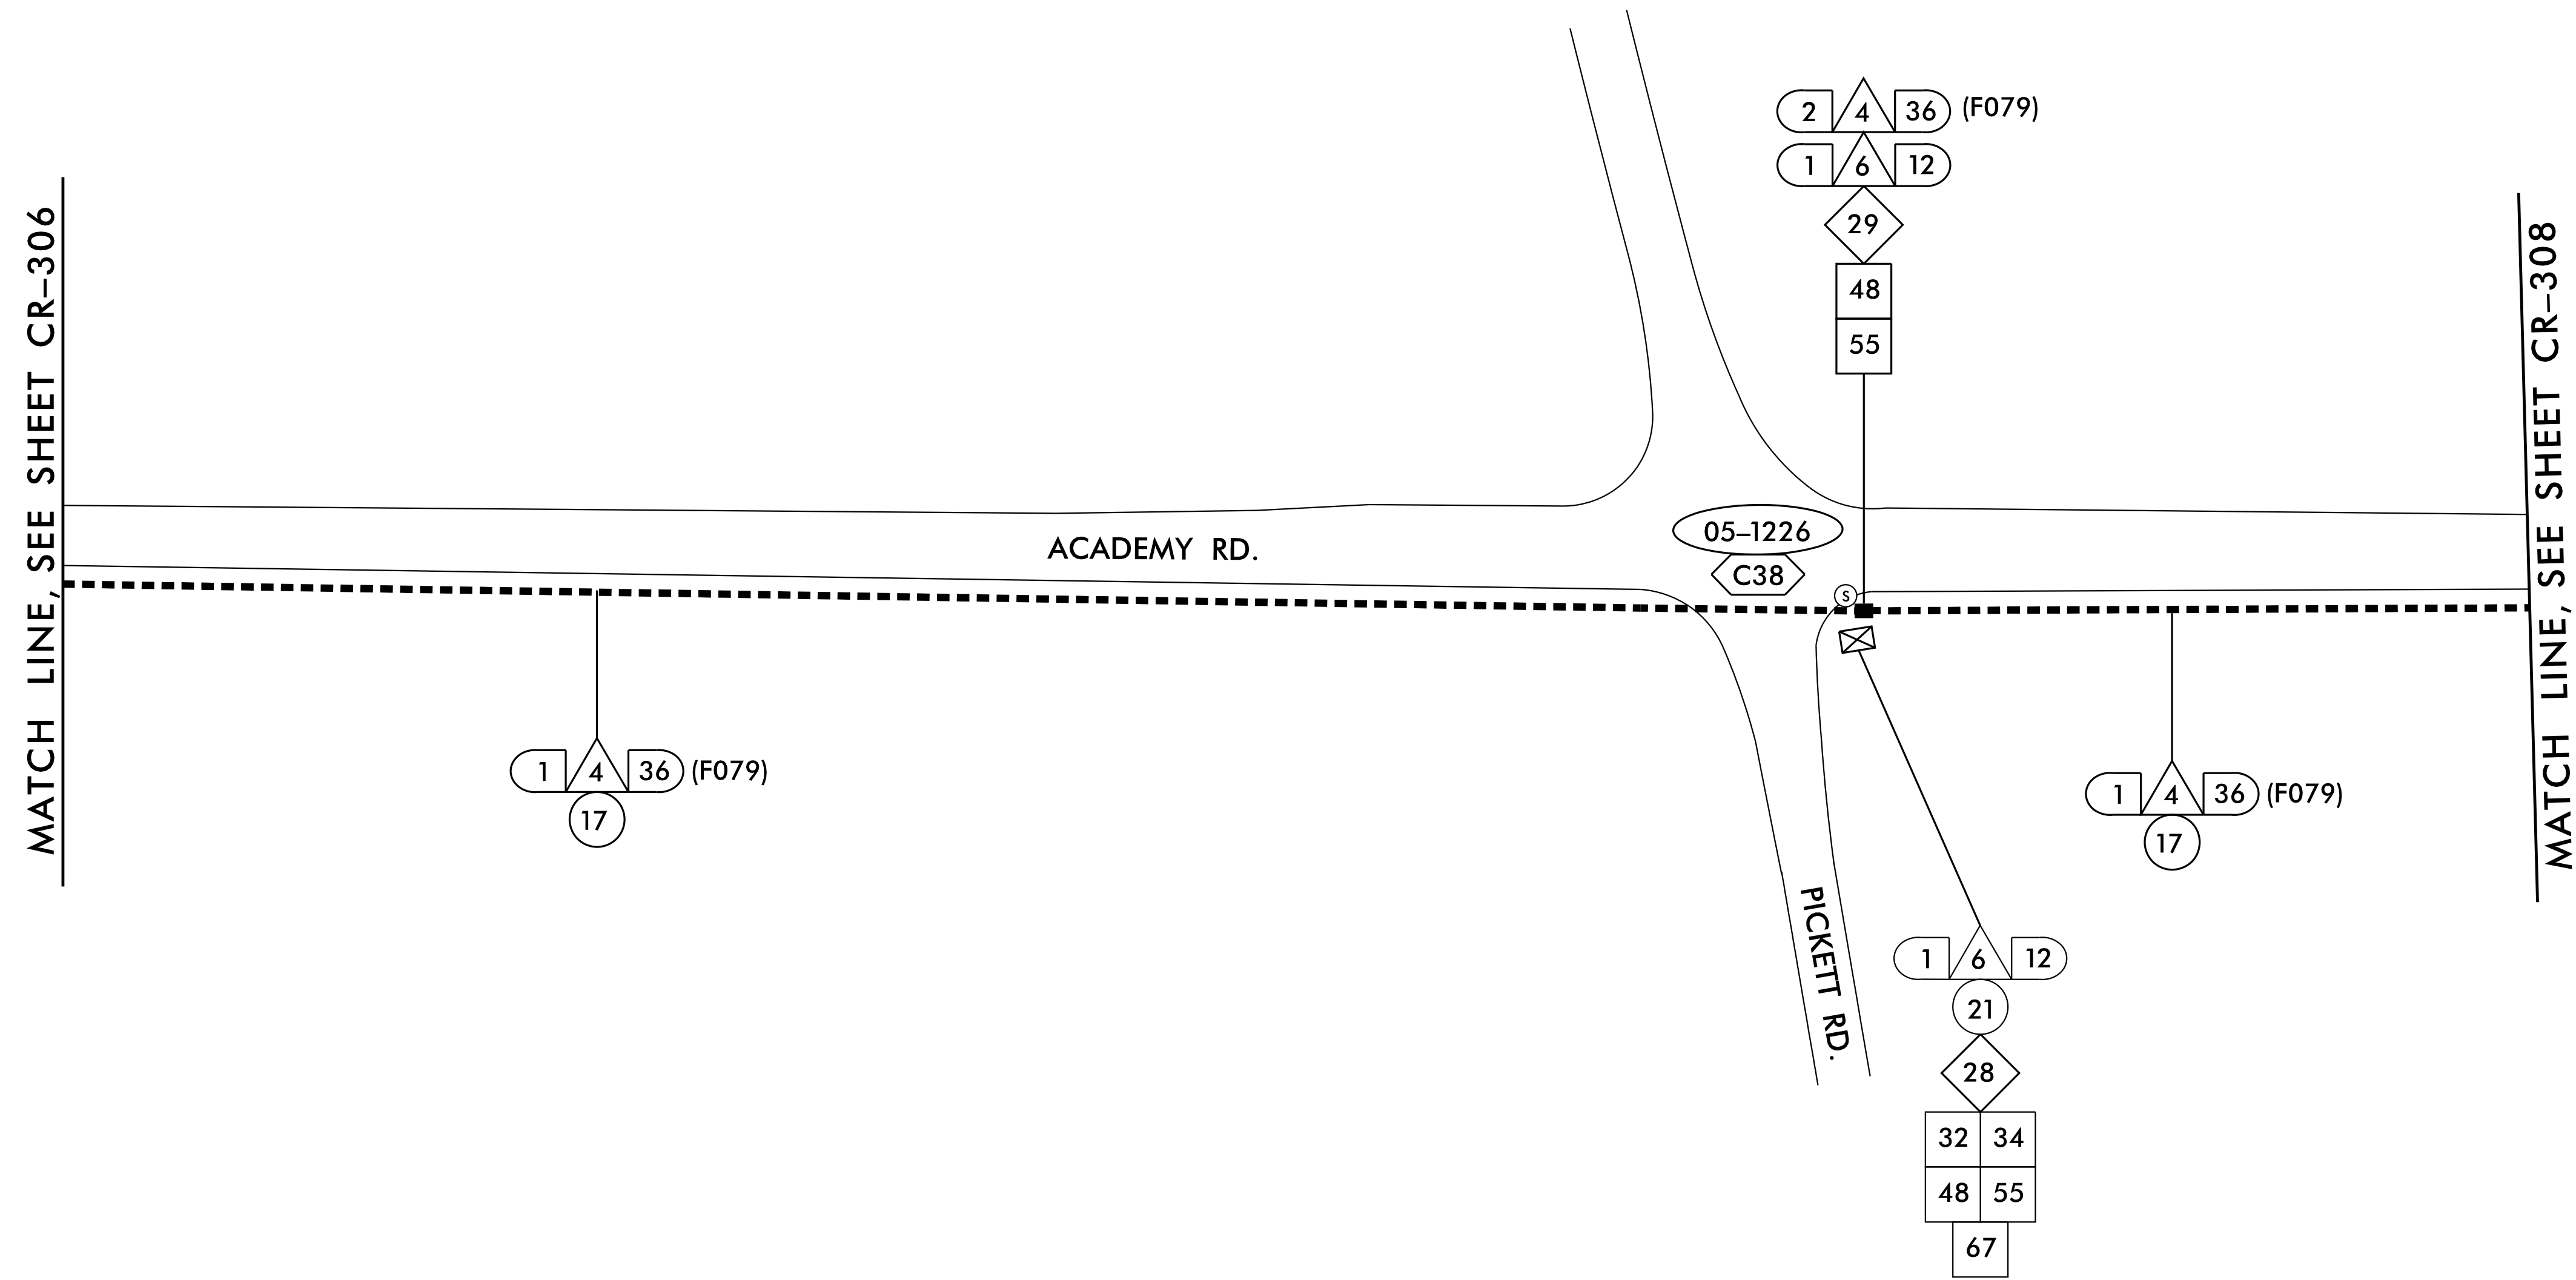 MATCH LINE, SEE SHEET CR–306
2 4 36 (F079)
1 6 12
29
48
55
ACADEMY RD.
05–1226
C38
S
1 4 36 (F079)
17
1 4 36 (F079)
17
PICKETT RD.
1 6 12
21
28
32 34
48 55
67
MATCH LINE, SEE SHEET CR–308